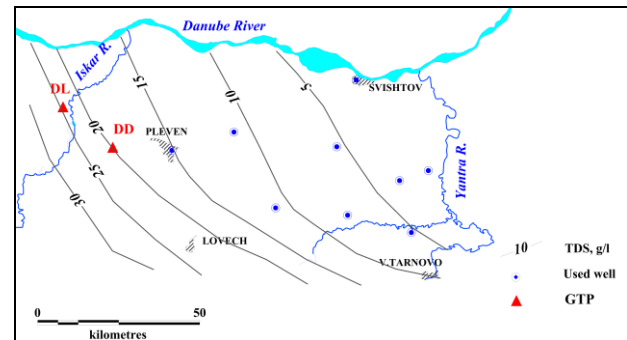 Danube River
Iskar R.
DL
DD
15
10
5
SVISHTOV
PLEVEN
20
25
30
Yantra R.
LOVECH
V.TARNOVO
10 TDS, g/l
Used well
GTP
0 50
kilometres